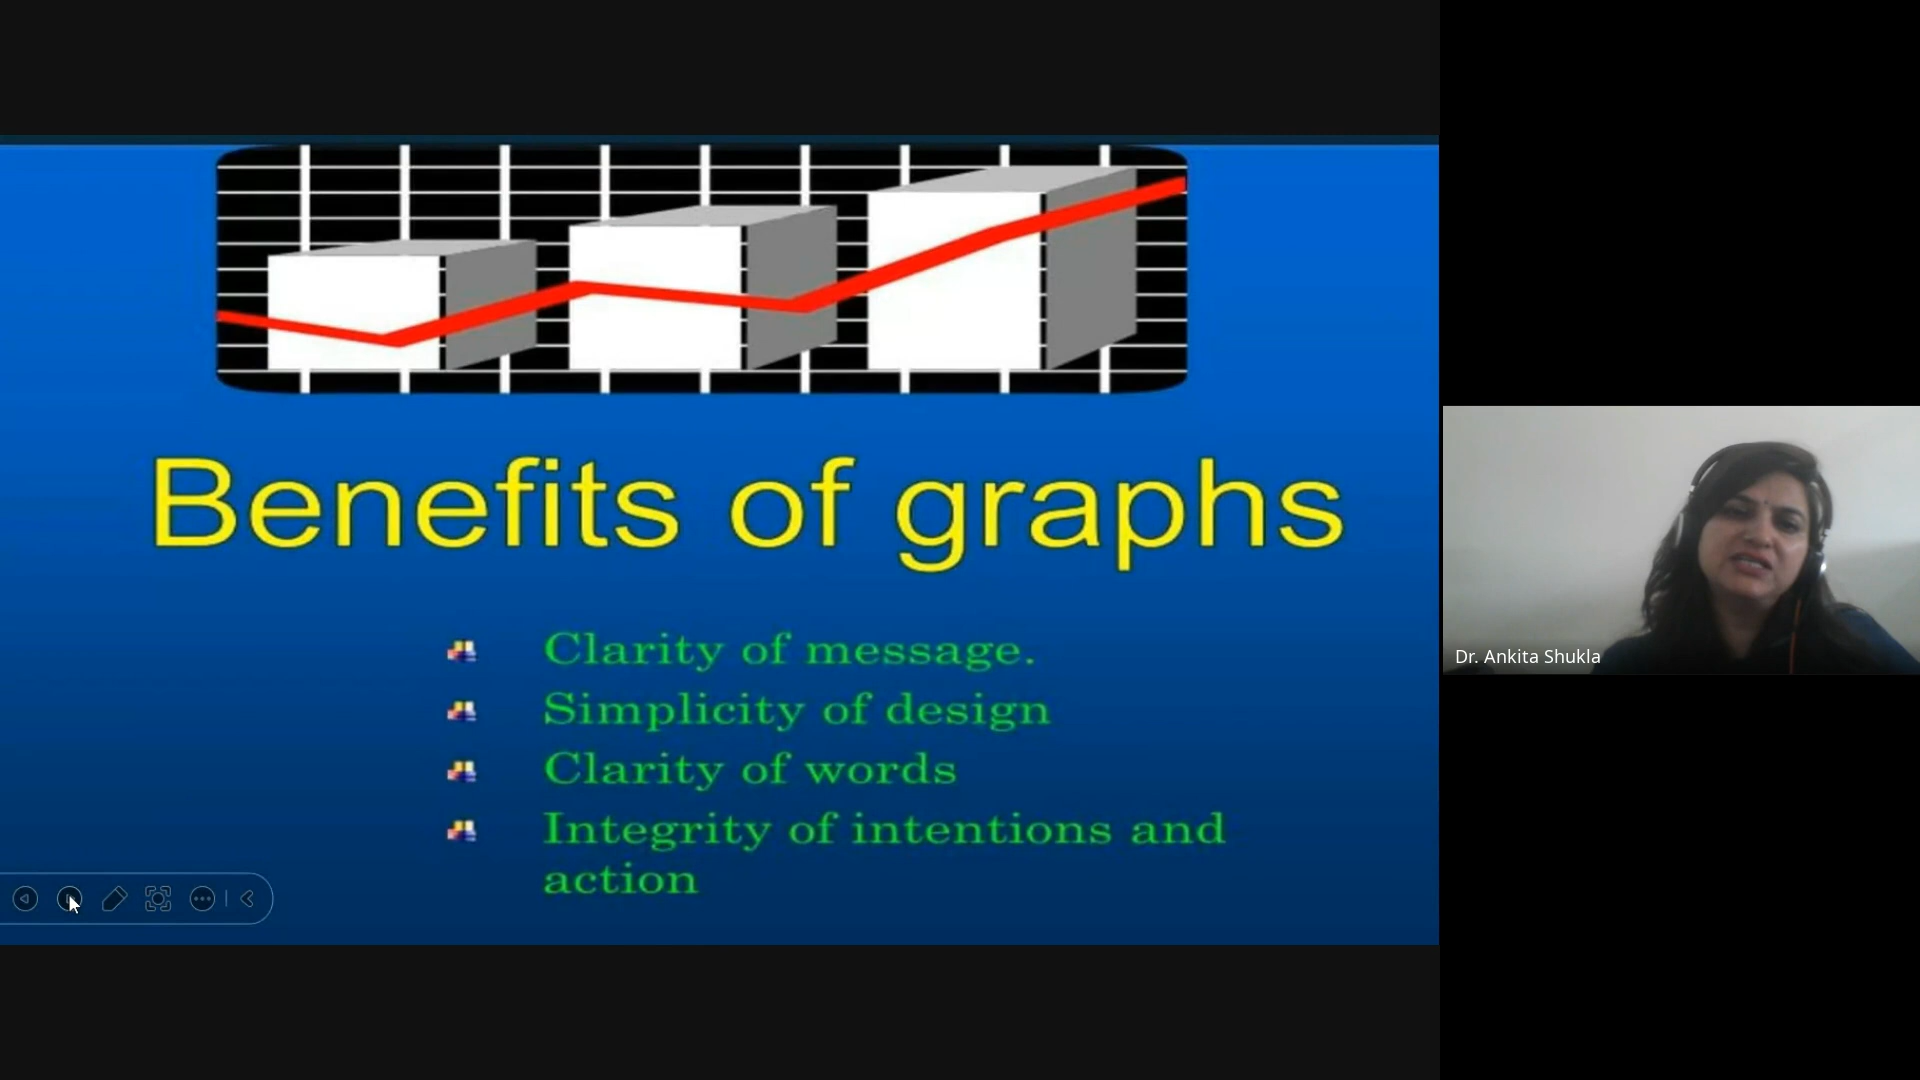 Benefits of graphs
Clarity of message.
Simplicity of design
Clarity of words
Integrity of intentions and
action
Dr. Ankita Shukla